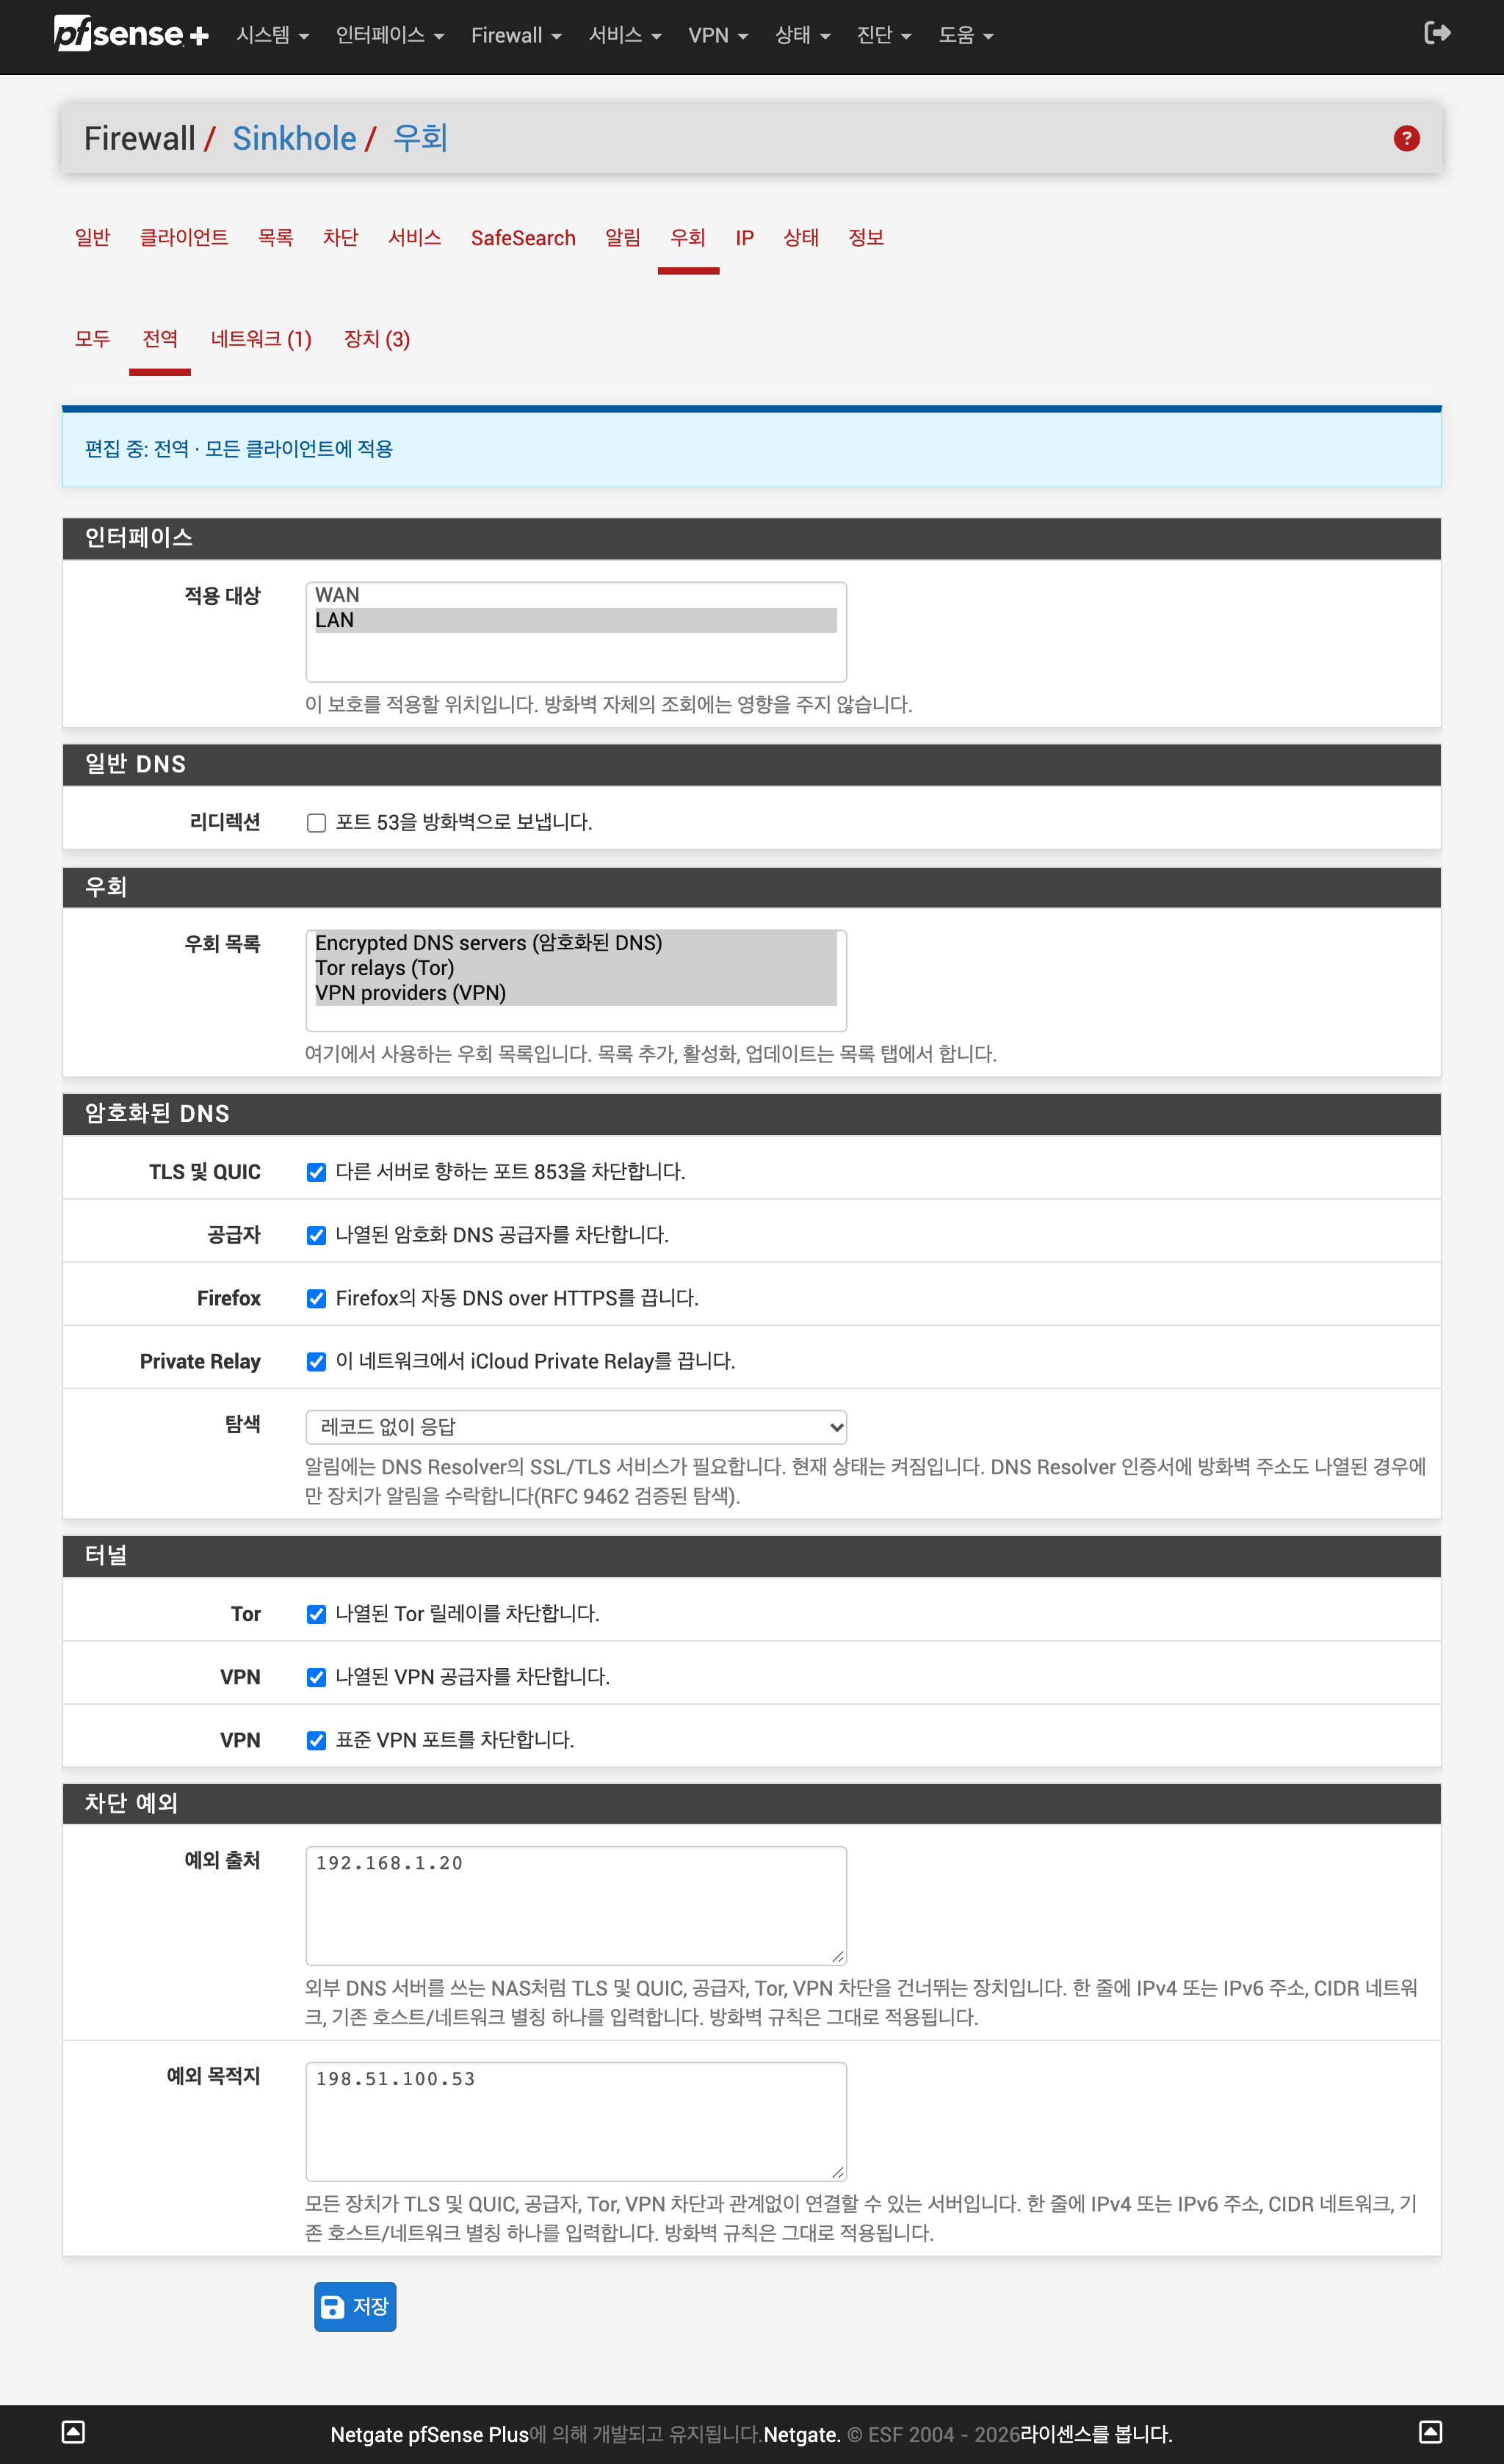 pfsense +
시스템 인터페이스 Firewall 서비스 VPN 상태 진단 도움
Firewall / Sinkhole / 우회
?
일반 클라이언트 목록 차단 서비스 SafeSearch 알림 우회 IP 상태 정보
모두 전역 네트워크 (1) 장치 (3)
편집 중: 전역 · 모든 클라이언트에 적용
인터페이스
적용 대상
WAN
LAN
이 보호를 적용할 위치입니다. 방화벽 자체의 조회에는 영향을 주지 않습니다.
일반 DNS
리디렉션 포트 53을 방화벽으로 보냅니다.
우회
우회 목록
Encrypted DNS servers (암호화된 DNS)
Tor relays (Tor)
VPN providers (VPN)
여기에서 사용하는 우회 목록입니다. 목록 추가, 활성화, 업데이트는 목록 탭에서 합니다.
암호화된 DNS
TLS 및 QUIC 다른 서버로 향하는 포트 853을 차단합니다.
공급자 나열된 암호화 DNS 공급자를 차단합니다.
Firefox Firefox의 자동 DNS over HTTPS를 끕니다.
Private Relay 이 네트워크에서 iCloud Private Relay를 끕니다.
탐색 레코드 없이 응답
알림에는 DNS Resolver의 SSL/TLS 서비스가 필요합니다. 현재 상태는 켜짐입니다. DNS Resolver 인증서에 방화벽 주소도 나열된 경우에
만 장치가 알림을 수락합니다(RFC 9462 검증된 탐색).
터널
Tor 나열된 Tor 릴레이를 차단합니다.
VPN 나열된 VPN 공급자를 차단합니다.
VPN 표준 VPN 포트를 차단합니다.
차단 예외
예외 출처 192.168.1.20
외부 DNS 서버를 쓰는 NAS처럼 TLS 및 QUIC, 공급자, Tor, VPN 차단을 건너뛰는 장치입니다. 한 줄에 IPv4 또는 IPv6 주소, CIDR 네트워
크, 기존 호스트/네트워크 별칭 하나를 입력합니다. 방화벽 규칙은 그대로 적용됩니다.
예외 목적지 198.51.100.53
모든 장치가 TLS 및 QUIC, 공급자, Tor, VPN 차단과 관계없이 연결할 수 있는 서버입니다. 한 줄에 IPv4 또는 IPv6 주소, CIDR 네트워크, 기
존 호스트/네트워크 별칭 하나를 입력합니다. 방화벽 규칙은 그대로 적용됩니다.
저장
Netgate pfSense Plus에 의해 개발되고 유지됩니다.Netgate. © ESF 2004 - 2026라이센스를 봅니다.